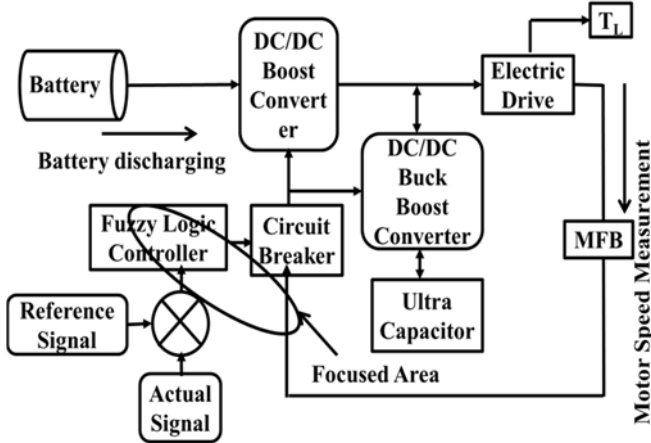 T_L
DC/DC
Boost
Convert
er
Battery
Electric
Drive
Battery discharging
DC/DC
Buck
Boost
Converter
Fuzzy Logic
Controller
Circuit
Breaker
MFB
Motor Speed Measurement
Reference
Signal
Ultra
Capacitor
Focused Area
Actual
Signal